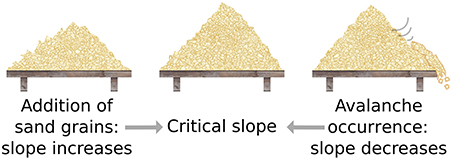 Addition of
sand grains:
slope increases
Critical slope
Avalanche
occurrence:
slope decreases